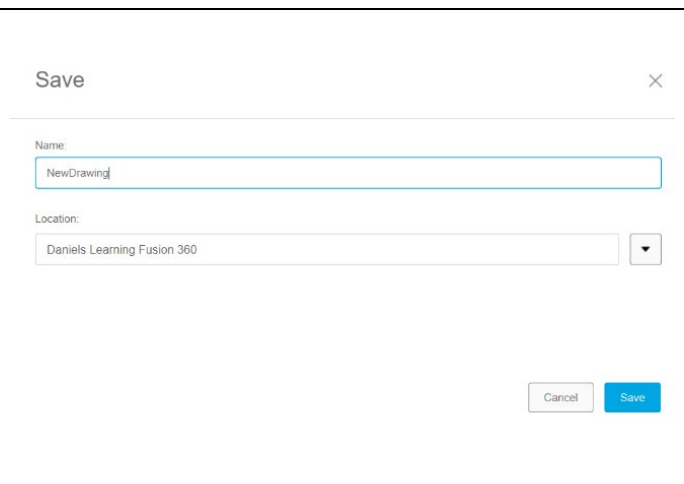 Save
Name:
NewDrawing
Location:
Daniels Learning Fusion 360
Cancel Save